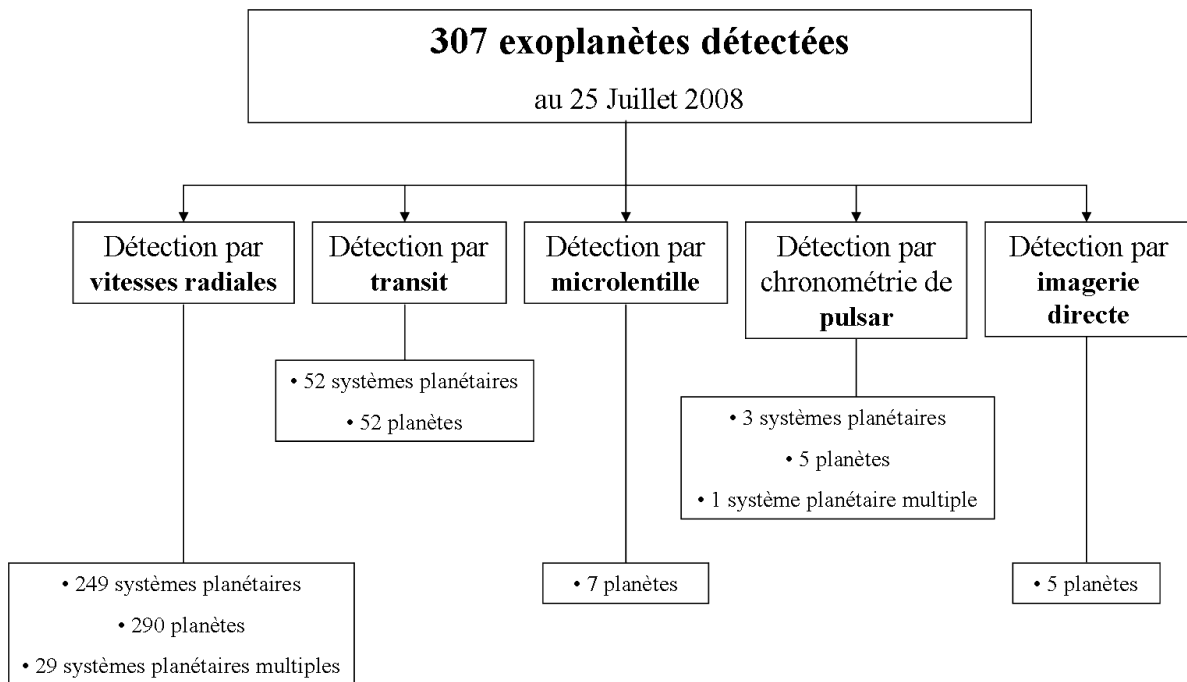 307 exoplanètes détectées
au 25 Juillet 2008
Détection par
vitesses radiales
Détection par
transit
Détection par
microlentille
Détection par
chronométrie de
pulsar
Détection par
imagerie
directe
• 52 systèmes planétaires
• 52 planètes
• 3 systèmes planétaires
• 5 planètes
• 1 système planétaire multiple
• 249 systèmes planétaires
• 290 planètes
• 29 systèmes planétaires multiples
• 7 planètes
• 5 planètes